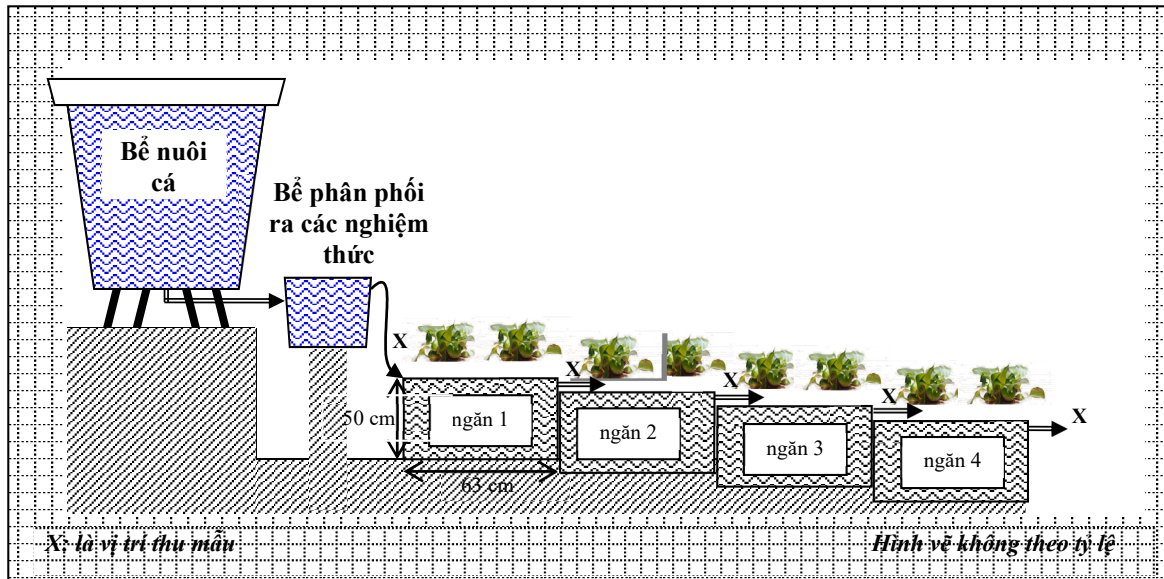 Bể nuôi
cá
Bể phân phối
ra các nghiệm
thức
X
X
X
X
X
50 cm
ngăn 1
ngăn 2
ngăn 3
ngăn 4
63 cm
X: là vị trí thu mẫu
Hình vẽ không theo tỷ lệ